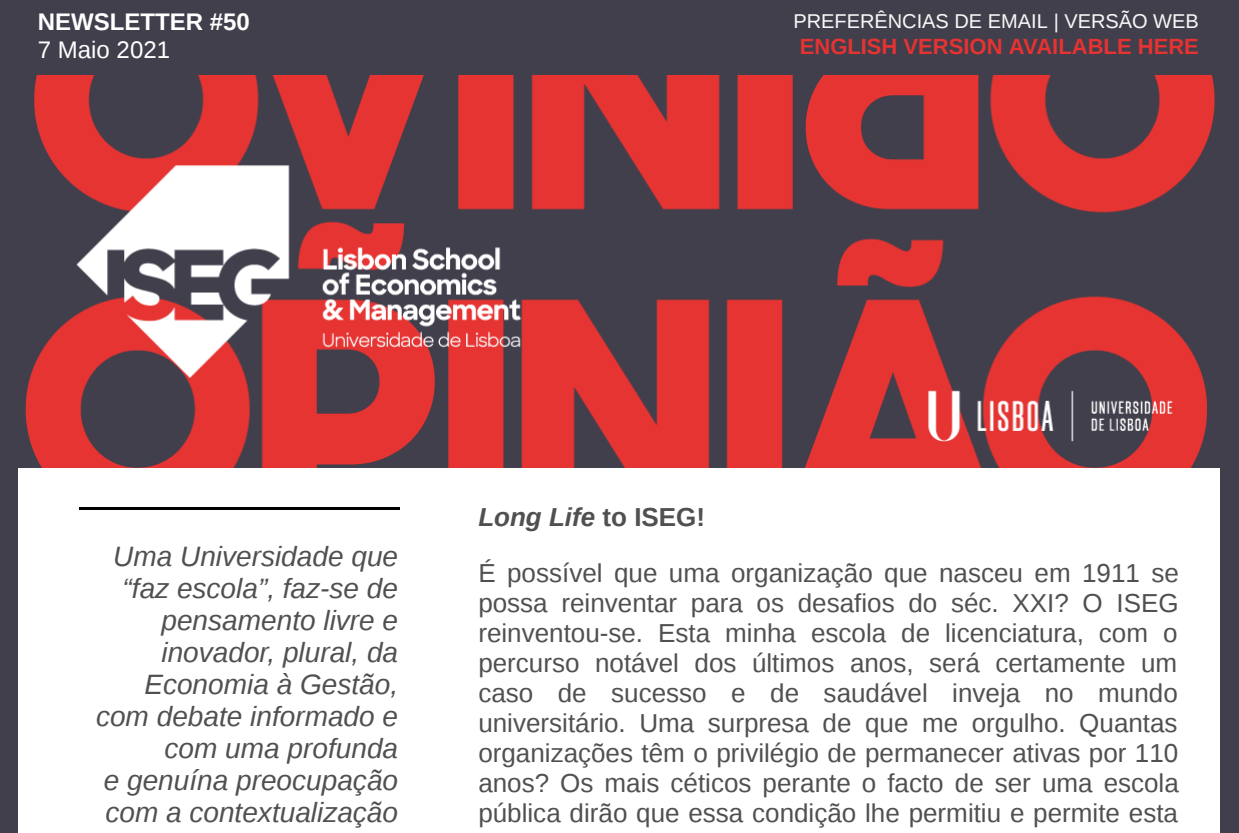 NEWSLETTER #50
7 Maio 2021
PREFERÊNCIAS DE EMAIL | VERSÃO WEB
ENGLISH VERSION AVAILABLE HERE
OPINIÃO
ISEG
Lisbon School
of Economics
& Management
Universidade de Lisboa
OPINIÃO
U LISBOA
UNIVERSIDADE
DE LISBOA
Uma Universidade que
“faz escola”, faz-se de
pensamento livre e
inovador, plural, da
Economia à Gestão,
com debate informado e
com uma profunda
e genuína preocupação
com a contextualização
Long Life to ISEG!
É possível que uma organização que nasceu em 1911 se
possa reinventar para os desafios do séc. XXI? O ISEG
reinventou-se. Esta minha escola de licenciatura, com o
percurso notável dos últimos anos, será certamente um
caso de sucesso e de saudável inveja no mundo
universitário. Uma surpresa de que me orgulho. Quantas
organizações têm o privilégio de permanecer ativas por 110
anos? Os mais céticos perante o facto de ser uma escola
pública dirão que essa condição lhe permitiu e permite esta